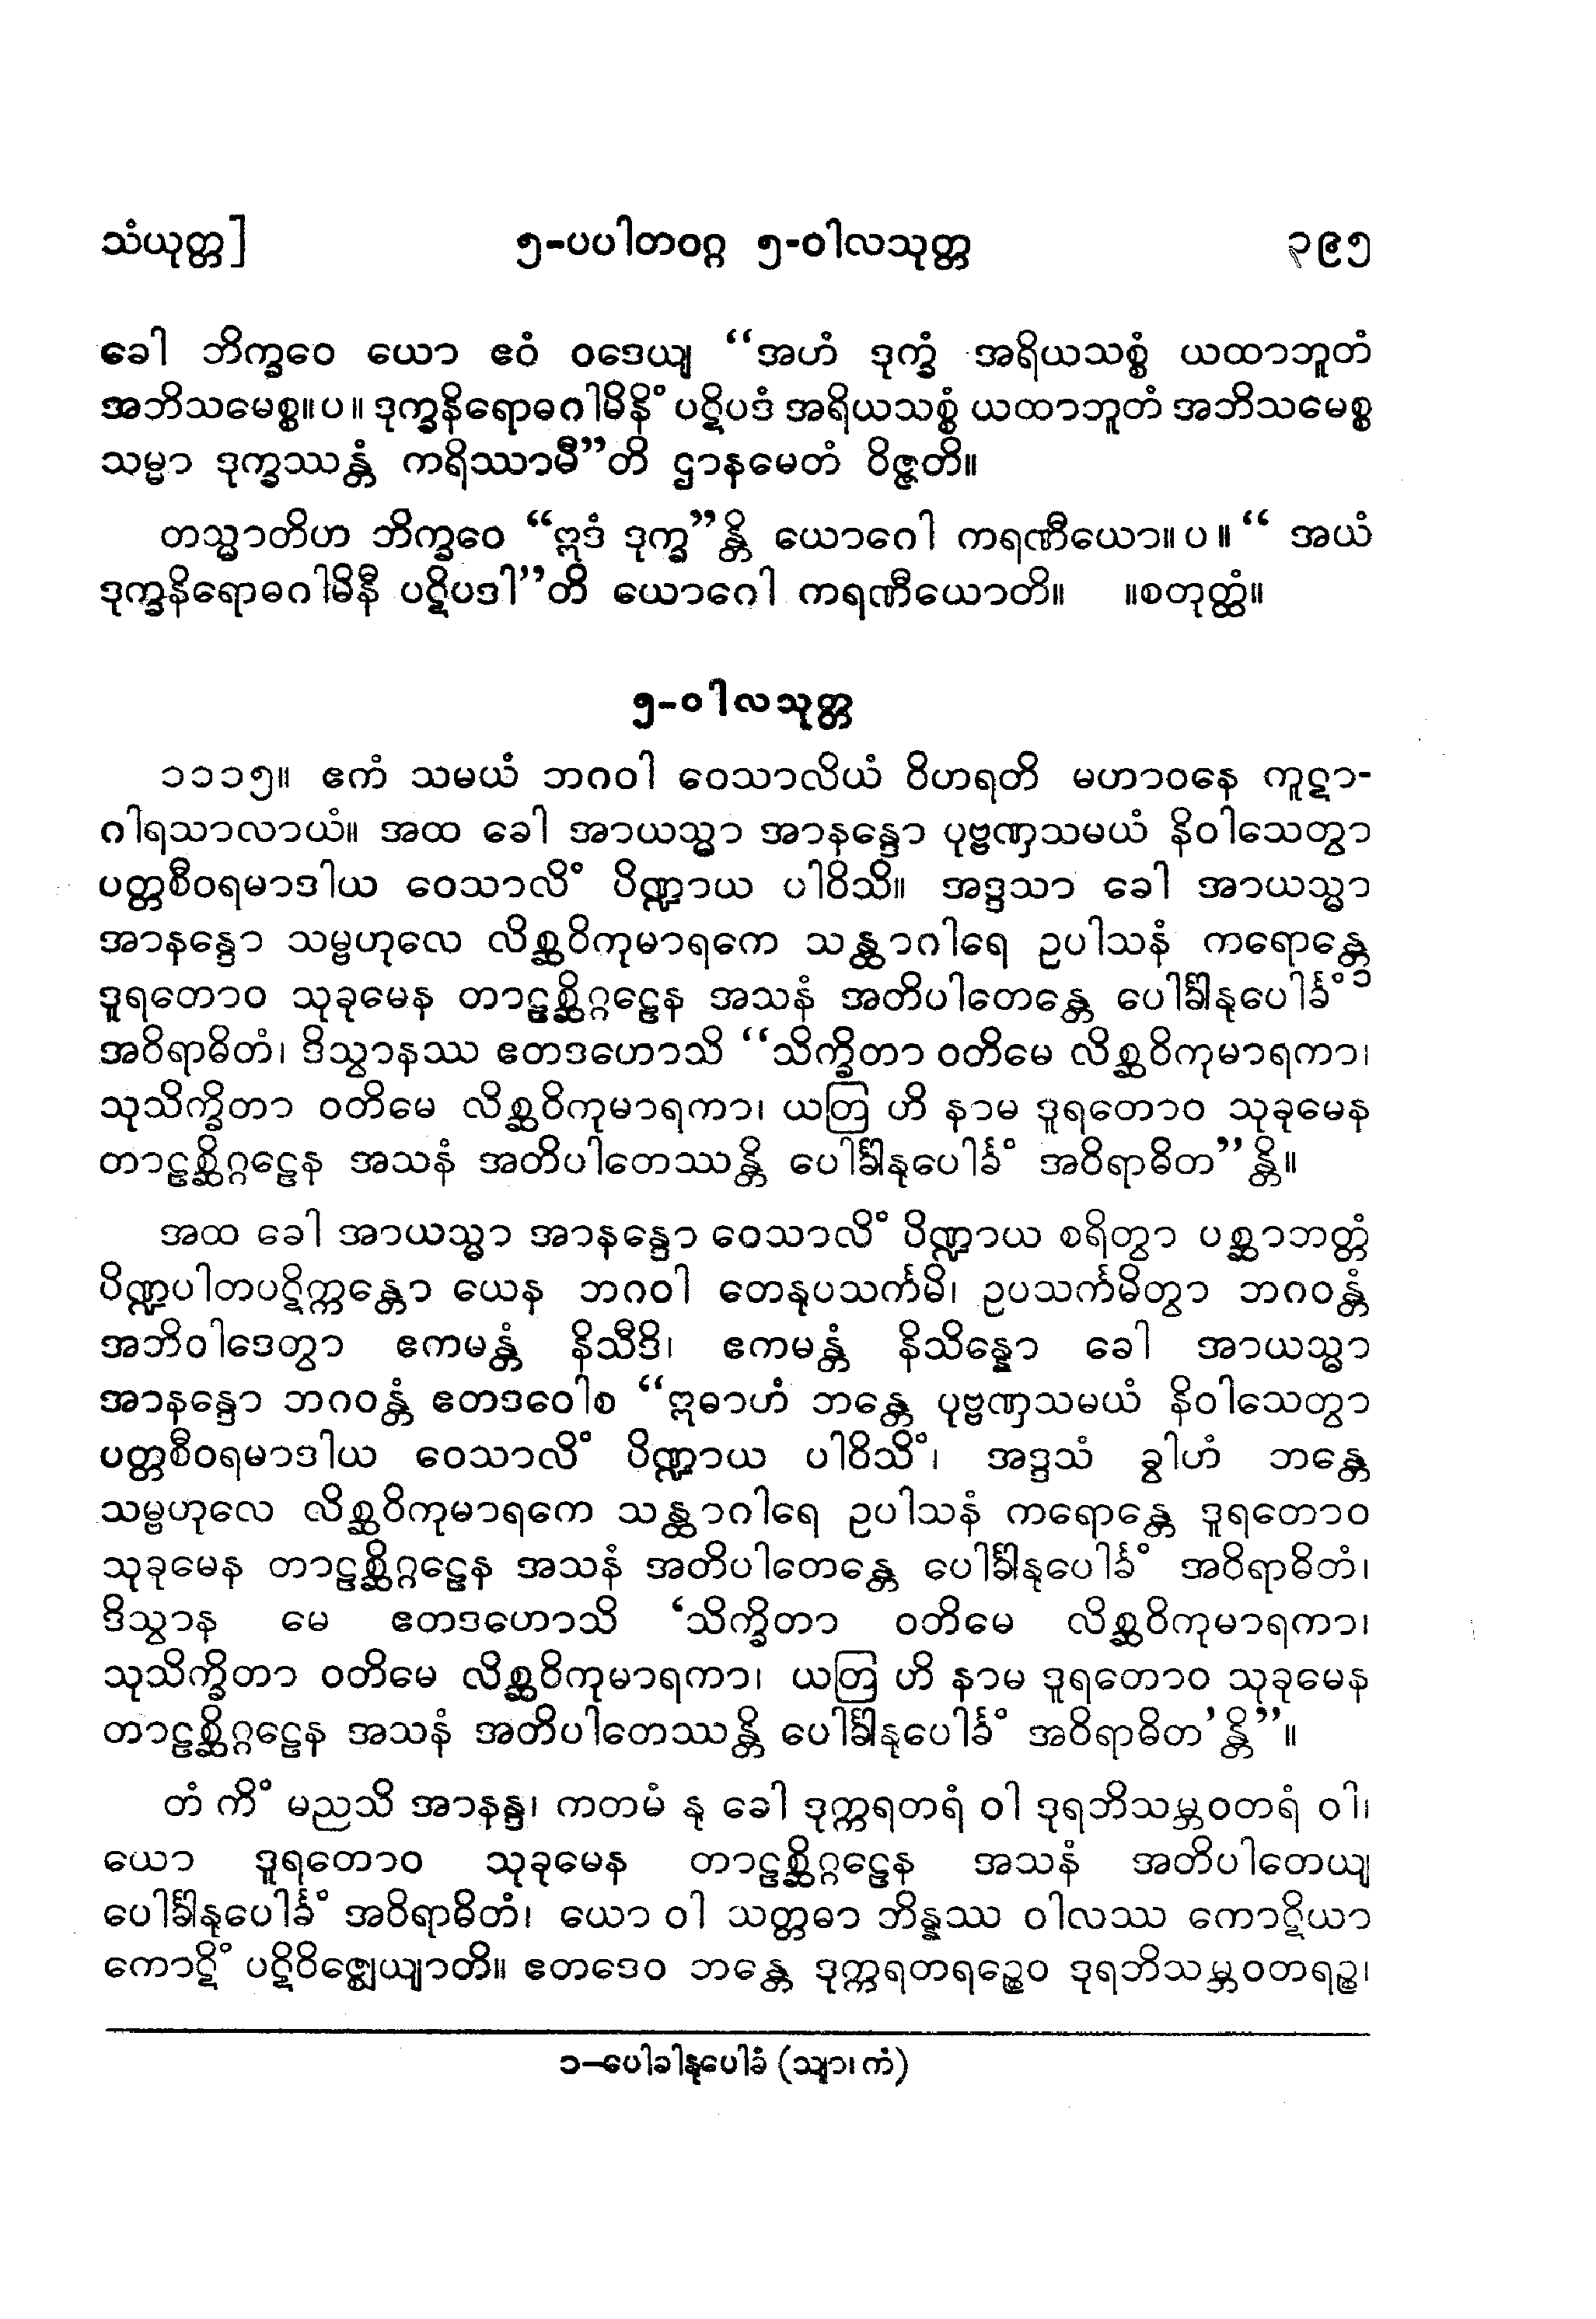 သံယုတ္တ] ၅-ပပါတဝဂ္ဂ ၅-ဝါလသုတ္တ ၃၉၅
ခေါ ဘိက္ခဝေ ယော ဧဝံ ဝဒေယျ “အဟံ ဒုက္ခံ အရိယသစ္စံ ယထာဘူတံ
အဘိသမေစ္စ။ပ။ ဒုက္ခနိရောဓဂါမိနိံ ပဋိပဒံ အရိယသစ္စံ ယထာဘူတံ အဘိသမေစ္စ
သမ္မာ ဒုက္ခဿန္တံ ကရိဿာမီ”တိ ဌာနမေတံ ဝိဇ္ဇတိ။
တသ္မာတိဟ ဘိက္ခဝေ “ဣဒံ ဒုက္ခ”န္တိ ယောဂေါ ကရဏီယော။ပ။ “အယံ
ဒုက္ခနိရောဓဂါမိနီ ပဋိပဒါ”တိ ယောဂေါ ကရဏီယောတိ။ ။စတုတ္ထံ။
၅-ဝါလသုတ္တ
၁၁၁၅။ ဧကံ သမယံ ဘဂဝါ ဝေသာလိယံ ဝိဟရတိ မဟာဝနေ ကူဋာ-
ဂါရသာလာယံ။ အထ ခေါ အာယသ္မာ အာနန္ဒော ပုဗ္ဗဏှသမယံ နိဝါသေတွာ
ပတ္တစီဝရမာဒါယ ဝေသာလိံ ပိဏ္ဍာယ ပါဝိသိ။ အဒ္ဒသာ ခေါ အာယသ္မာ
အာနန္ဒော သမ္ဗဟုလေ လိစ္ဆဝိကုမာရကေ သန္ထာဂါရေ ဥပါသနံ ကရောန္တေ
ဒူရတောဝ သုခုမေန တာဠစ္ဆိဂ္ဂဠေန အသနံ အတိပါတေန္တေ ပေါင်္ခါနုပေါင်္ခံ ၁
အဝိရာဓိတံ၊ ဒိသွာနဿ ဧတဒဟောသိ “သိက္ခိတာ ဝတိမေ လိစ္ဆဝိကုမာရကာ၊
သုသိက္ခိတာ ဝတိမေ လိစ္ဆဝိကုမာရကာ၊ ယတြ ဟိ နာမ ဒူရတောဝ သုခုမေန
တာဠစ္ဆိဂ္ဂဠေန အသနံ အတိပါတေဿန္တိ ပေါင်္ခါနုပေါင်္ခံ အဝိရာဓိတ”န္တိ။
အထ ခေါ အာယသ္မာ အာနန္ဒော ဝေသာလိံ ပိဏ္ဍာယ စရိတွာ ပစ္ဆာဘတ္တံ
ပိဏ္ဍပါတပဋိက္ကန္တော ယေန ဘဂဝါ တေနုပသင်္ကမိ၊ ဥပသင်္ကမိတွာ ဘဂဝန္တံ
အဘိဝါဒေတွာ ဧကမန္တံ နိသီဒိ၊ ဧကမန္တံ နိသိန္နော ခေါ အာယသ္မာ
အာနန္ဒော ဘဂဝန္တံ ဧတဒဝေါစ “ဣဓာဟံ ဘန္တေ ပုဗ္ဗဏှသမယံ နိဝါသေတွာ
ပတ္တစီဝရမာဒါယ ဝေသာလိံ ပိဏ္ဍာယ ပါဝိသိံ၊ အဒ္ဒသံ ခွါဟံ ဘန္တေ
သမ္ဗဟုလေ လိစ္ဆဝိကုမာရကေ သန္ထာဂါရေ ဥပါသနံ ကရောန္တေ ဒူရတောဝ
သုခုမေန တာဠစ္ဆိဂ္ဂဠေန အသနံ အတိပါတေန္တေ ပေါင်္ခါနုပေါင်္ခံ အဝိရာဓိတံ၊
ဒိသွာန မေ ဧတဒဟောသိ ‘သိက္ခိတာ ဝတိမေ လိစ္ဆဝိကုမာရကာ၊
သုသိက္ခိတာ ဝတိမေ လိစ္ဆဝိကုမာရကာ၊ ယတြ ဟိ နာမ ဒူရတောဝ သုခုမေန
တာဠစ္ဆိဂ္ဂဠေန အသနံ အတိပါတေဿန္တိ ပေါင်္ခါနုပေါင်္ခံ အဝိရာဓိတ’န္တိ”။
တံ ကိံ မညသိ အာနန္ဒ၊ ကတမံ နု ခေါ ဒုက္ကရတရံ ဝါ ဒုရဘိသမ္ဘဝတရံ ဝါ၊
ယော ဒူရတောဝ သုခုမေန တာဠစ္ဆိဂ္ဂဠေန အသနံ အတိပါတေယျ
ပေါင်္ခါနုပေါင်္ခံ အဝိရာဓိတံ၊ ယော ဝါ သတ္တဓာ ဘိန္နဿ ဝါလဿ ကောဋိယာ
ကောဋိံ ပဋိဝိဇ္ဈေယျာတိ။ ဧတဒေဝ ဘန္တေ ဒုက္ကရတရဉ္စေဝ ဒုရဘိသမ္ဘဝတရဉ္စ၊
၁-ပေါခါနုပေါခံ (သျာ၊ ကံ)